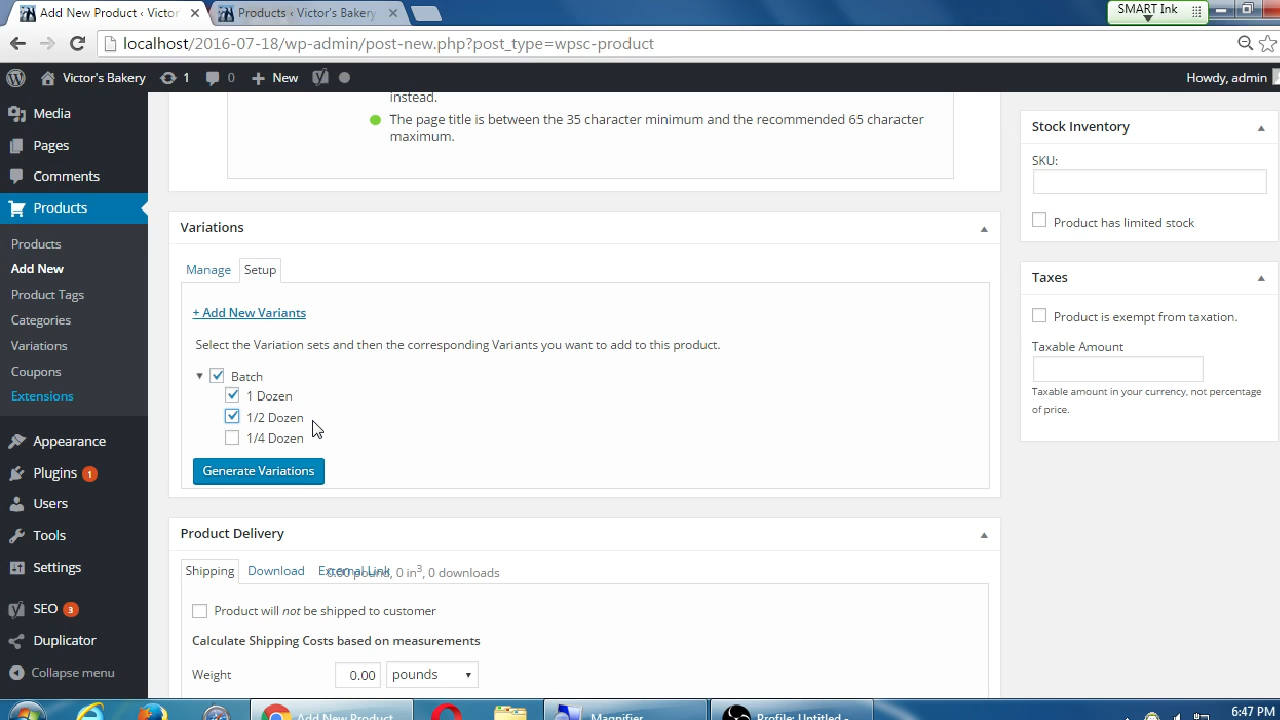 Add New Product ‹ Victor'
Products ‹ Victor's Bakery
SMART Ink
localhost/2016-07-18/wp-admin/post-new.php?post_type=wpsc-product
Victor's Bakery
1
0
New
Howdy, admin
Media
Pages
Comments
Products
Products
Add New
Product Tags
Categories
Variations
Coupons
Extensions
Appearance
Plugins 1
Users
Tools
Settings
SEO 3
Duplicator
Collapse menu
instead.
The page title is between the 35 character minimum and the recommended 65 character
maximum.
Variations
Manage
Setup
+ Add New Variants
Select the Variation sets and then the corresponding Variants you want to add to this product.
Batch
1 Dozen
1/2 Dozen
1/4 Dozen
Generate Variations
Product Delivery
Shipping
Download
External Link
0.00 pound, 0 in³, 0 downloads
Product will not be shipped to customer
Calculate Shipping Costs based on measurements
Weight
0.00
pounds
Stock Inventory
SKU:
Product has limited stock
Taxes
Product is exempt from taxation.
Taxable Amount
Taxable amount in your currency, not percentage
of price.
Add New Product
Magnifier
Profile: Untitled -
6:47 PM